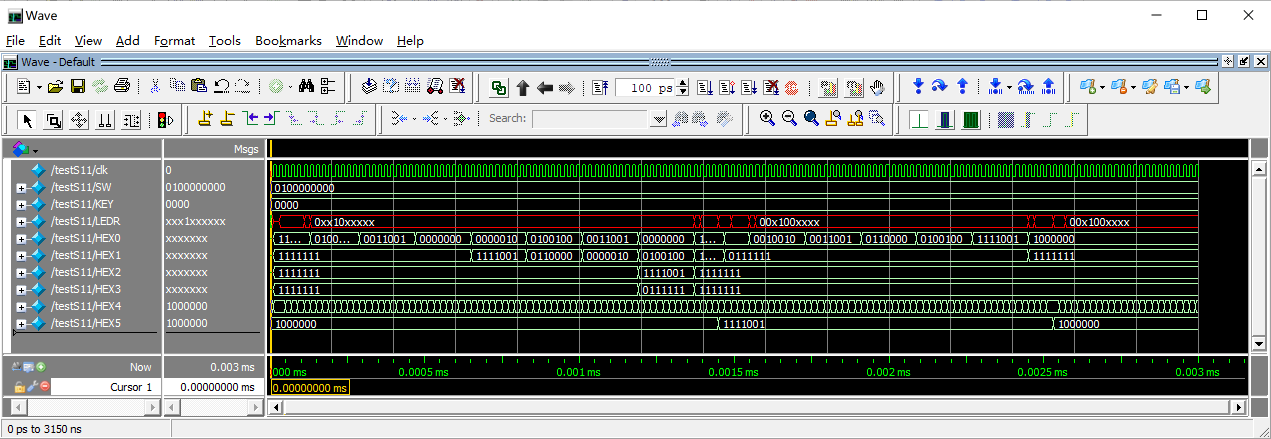 Wave
File Edit View Add Format Tools Bookmarks Window Help
Wave - Default
100 ps
Search:
Msgs
/testS11/clk 0
/testS11/SW 0100000000 0100000000
/testS11/KEY 0000 0000
/testS11/LEDR xxx1xxxxxx 0xx10xxxxx 00x100xxxx 00x100xxxx
/testS11/HEX0 xxxxxxx 11... 0100... 0011001 0000000 0000010 0100100 0011001 0000000 1... 0010010 0011001 0110000 0100100 1111001 1000000
/testS11/HEX1 xxxxxxx 1111111 1111001 0110000 0000010 0100100 1... 0111111 1111111
/testS11/HEX2 xxxxxxx 1111111 1111001 1111111
/testS11/HEX3 xxxxxxx 1111111 0111111 1111111
/testS11/HEX4 1000000
/testS11/HEX5 1000000 1000000 1111001 1000000
Now 0.003 ms 000 ms 0.0005 ms 0.001 ms 0.0015 ms 0.002 ms 0.0025 ms 0.003 ms
Cursor 1 0.00000000 ms 0.00000000 ms
0 ps to 3150 ns